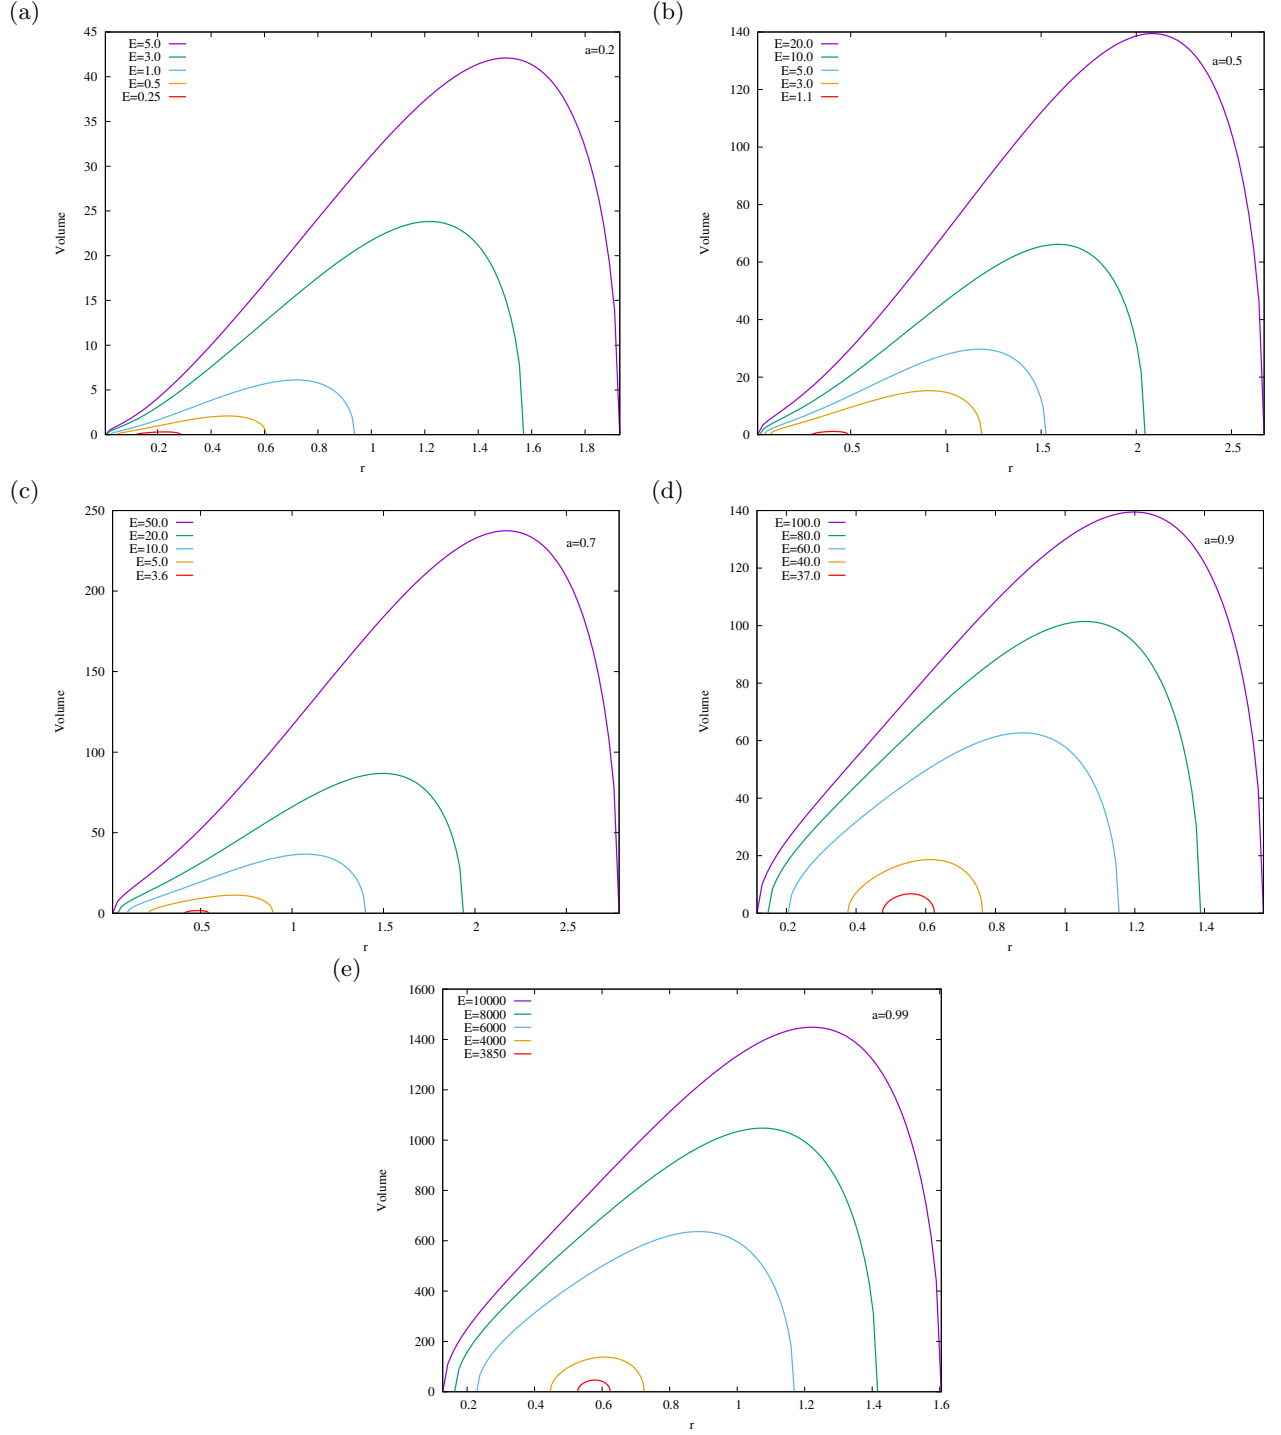 (a)
45
40
35
30
25
20
15
10
5
0
Volume
E=5.0
E=3.0
E=1.0
E=0.5
E=0.25
a=0.2
0.2 0.4 0.6 0.8 1 1.2 1.4 1.6 1.8
r
(b)
140
120
100
80
60
40
20
0
Volume
E=20.0
E=10.0
E=5.0
E=3.0
E=1.1
a=0.5
0.5 1 1.5 2 2.5
r
(c)
250
200
150
100
50
0
Volume
E=50.0
E=20.0
E=10.0
E=5.0
E=3.6
a=0.7
0.5 1 1.5 2 2.5
r
(d)
140
120
100
80
60
40
20
0
Volume
E=100.0
E=80.0
E=60.0
E=40.0
E=37.0
a=0.9
0.2 0.4 0.6 0.8 1 1.2 1.4
r
(e)
1600
1400
1200
1000
800
600
400
200
0
Volume
E=10000
E=8000
E=6000
E=4000
E=3850
a=0.99
0.2 0.4 0.6 0.8 1 1.2 1.4 1.6
r